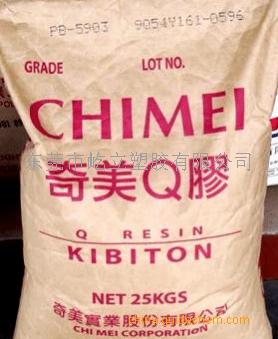 PB-5903 9054Y161-0596
GRADE LOT NO.
CHIMEI
东莞市屹立塑胶有限公司
奇美Q膠
Q RESIN
KIBITON
NET 25KGS
奇美實業股份有限公司
CHI MEI CORPORATION